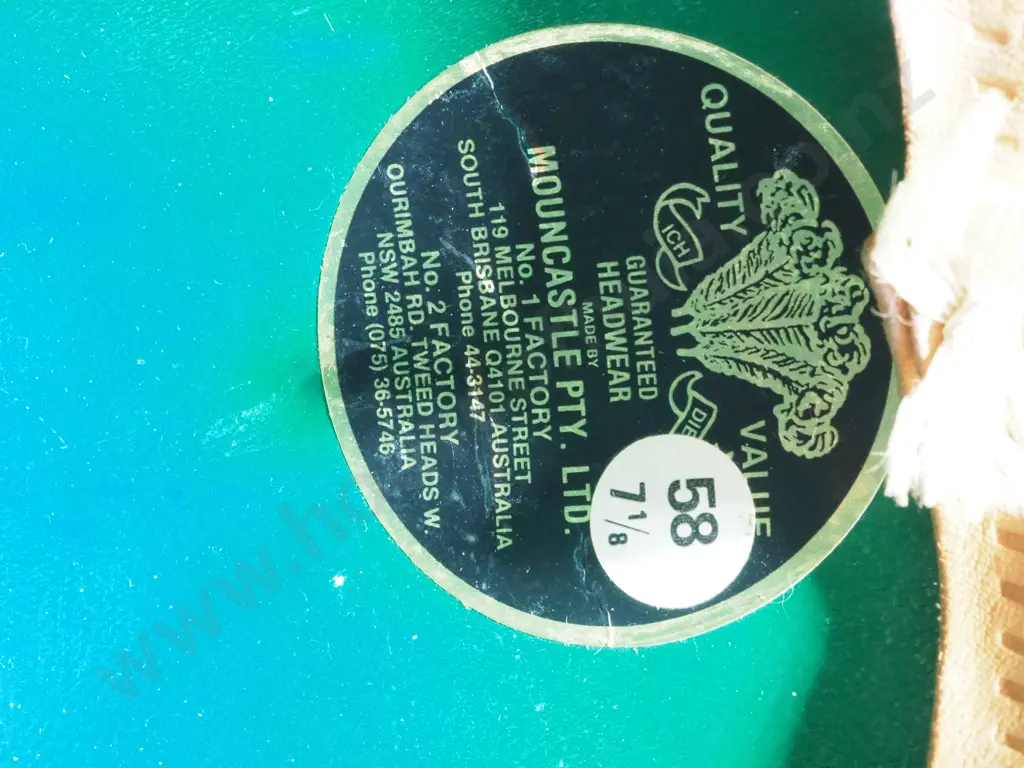 QUALITY VALUE
ICH
GUARANTEED
HEADWEAR
MADE BY
MOUNCASTLE PTY. LTD.
No. 1 FACTORY
119 MELBOURNE STREET
SOUTH BRISBANE Q4101 AUSTRALIA
Phone 44-3147
No. 2 FACTORY
OURIMBAH RD. TWEED HEADS W.
NSW 2485 AUSTRALIA
Phone (075) 36-5746
58
7 1/8